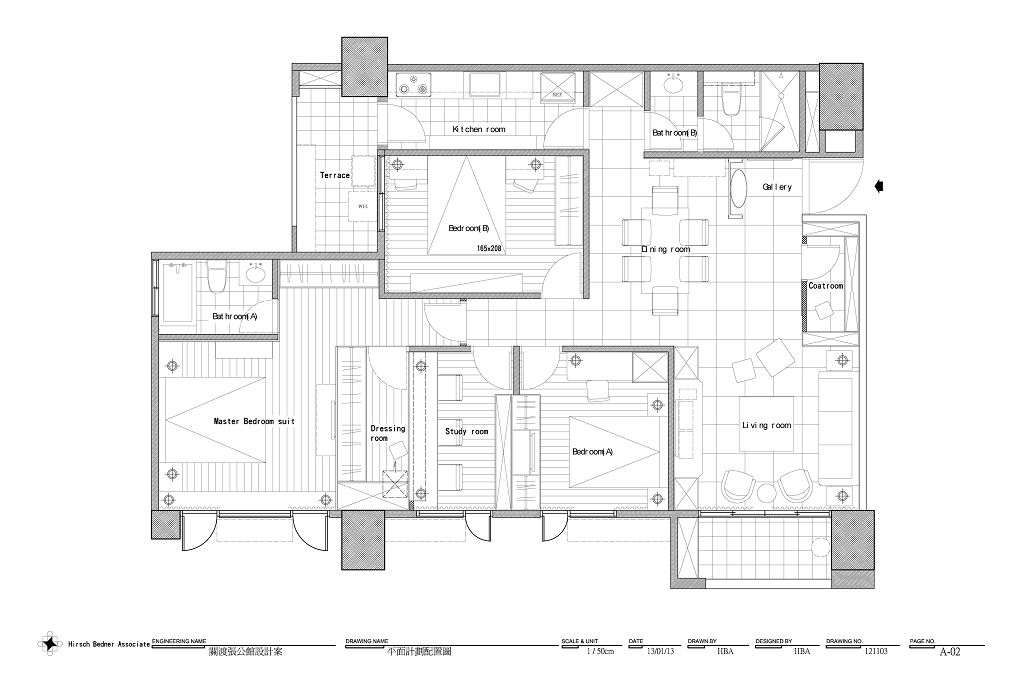 REF
Kitchen room
Bathroom(B)
Terrace
W+1
Gallery
Bedroom(B)
165x208
Dining room
Coatroom
Bathroom(A)
Master Bedroom suit
Dressing
room
Study room
Bedroom(A)
Living room
Hirsch Bedner Associate
ENGINEERING NAME
關渡張公館設計案
DRAWING NAME
平面計劃配置圖
SCALE & UNIT
1 / 50cm
DATE
13/01/13
DRAWN BY
HBA
DESIGNED BY
HBA
DRAWING NO.
121103
PAGE NO.
A-02